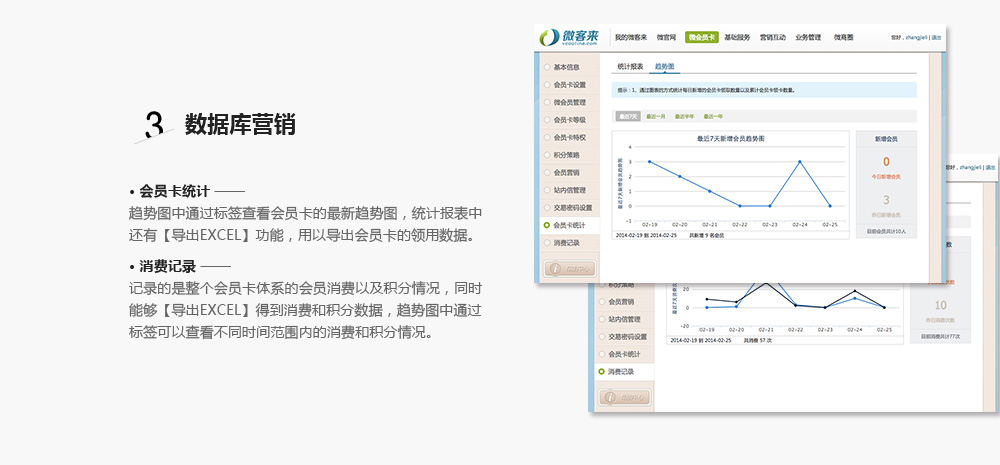 3 数据库营销
• 会员卡统计 ——
趋势图中通过标签查看会员卡的最新趋势图，统计报表中
还有【导出EXCEL】功能，用以导出会员卡的领用数据。
• 消费记录 ——
记录的是整个会员卡体系的会员消费以及积分情况，同时
能够【导出EXCEL】得到消费和积分数据，趋势图中通过
标签可以查看不同时间范围内的消费和积分情况。
微客来
我的微客来 微官网 微会员卡 基础服务 营销互动 业务管理 微商圈
您好，zhangjieli | 退出
基本信息
会员卡设置
微会员管理
会员卡等级
会员卡特权
积分策略
会员营销
站内信管理
交易密码设置
会员卡统计
消费记录
统计报表 趋势图
提示：1、通过图表的方式统计每日新增的会员卡领取数量以及累计会员卡领卡数量。
最近7天 最近一月 最近半年 最近一年
最近7天新增会员趋势图
最近7天新增会员趋势图
4
3
2
1
0
−1
02−19 02−20 02−21 02−22 02−23 02−24 02−25
2014-02-19 到 2014-02-25 共新增 9 名会员
新增会员
0
今日新增会员
3
昨日新增会员
目前会员共计10人
您好，zhangjieli | 退出
积分策略
会员营销
站内信管理
交易密码设置
会员卡统计
消费记录
20
0
−20
02−19 02−20 02−21 02−22 02−23 02−24 02−25
2014-02-19 到 2014-02-25 共消费 57 次
10
昨日消费次数
目前消费共计77次